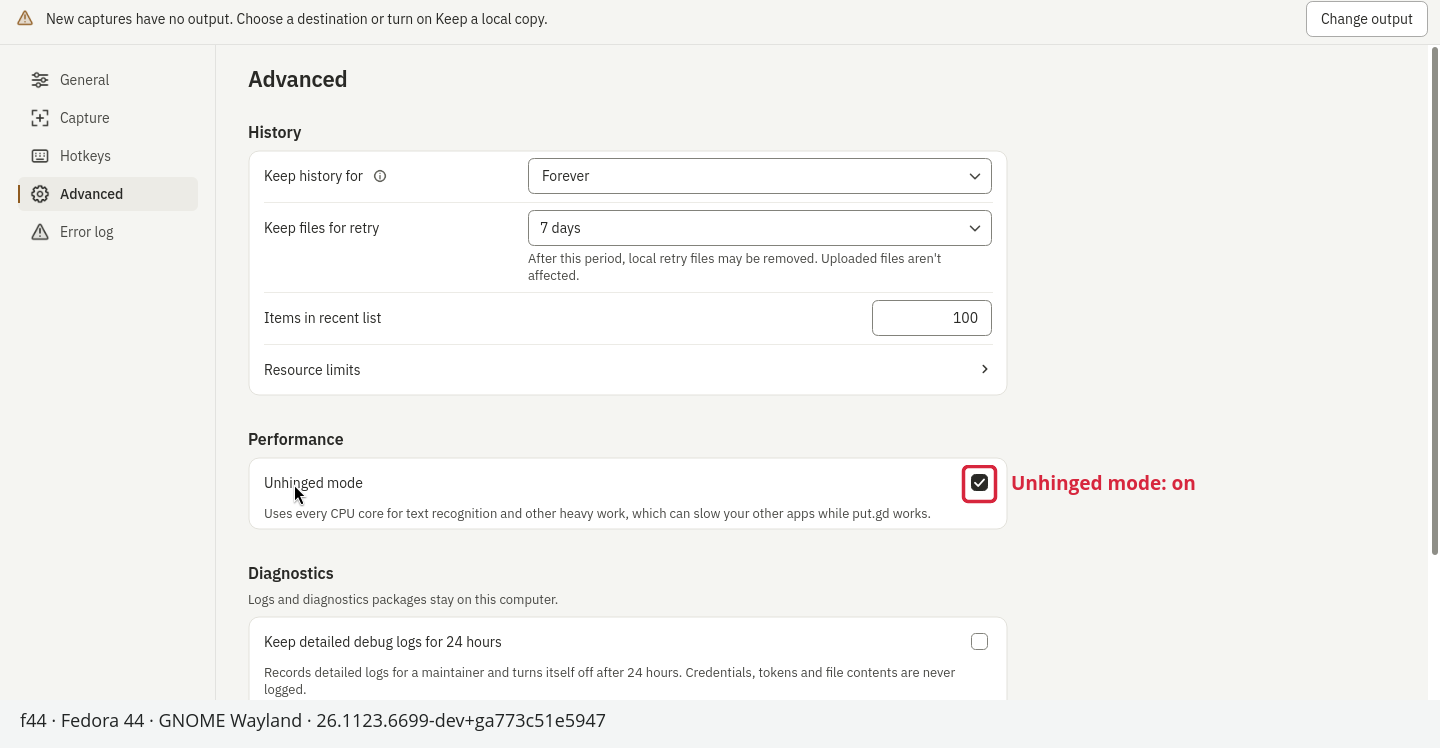 New captures have no output. Choose a destination or turn on Keep a local copy.
Change output
General
Capture
Hotkeys
Advanced
Error log
Advanced
History
Keep history for
Forever
Keep files for retry
7 days
After this period, local retry files may be removed. Uploaded files aren't
affected.
Items in recent list
100
Resource limits
Performance
Unhinged mode
Unhinged mode: on
Uses every CPU core for text recognition and other heavy work, which can slow your other apps while put.gd works.
Diagnostics
Logs and diagnostics packages stay on this computer.
Keep detailed debug logs for 24 hours
Records detailed logs for a maintainer and turns itself off after 24 hours. Credentials, tokens and file contents are never
logged.
f44 · Fedora 44 · GNOME Wayland · 26.1123.6699-dev+ga773c51e5947